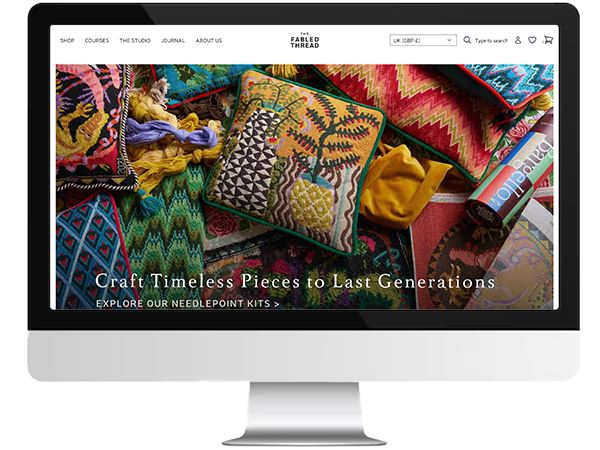 SHOP COURSES THE STUDIO JOURNAL ABOUT US
THE
FABLED
THREAD
UK (GBP £)
Type to search
Craft Timeless Pieces to Last Generations
EXPLORE OUR NEEDLEPOINT KITS >